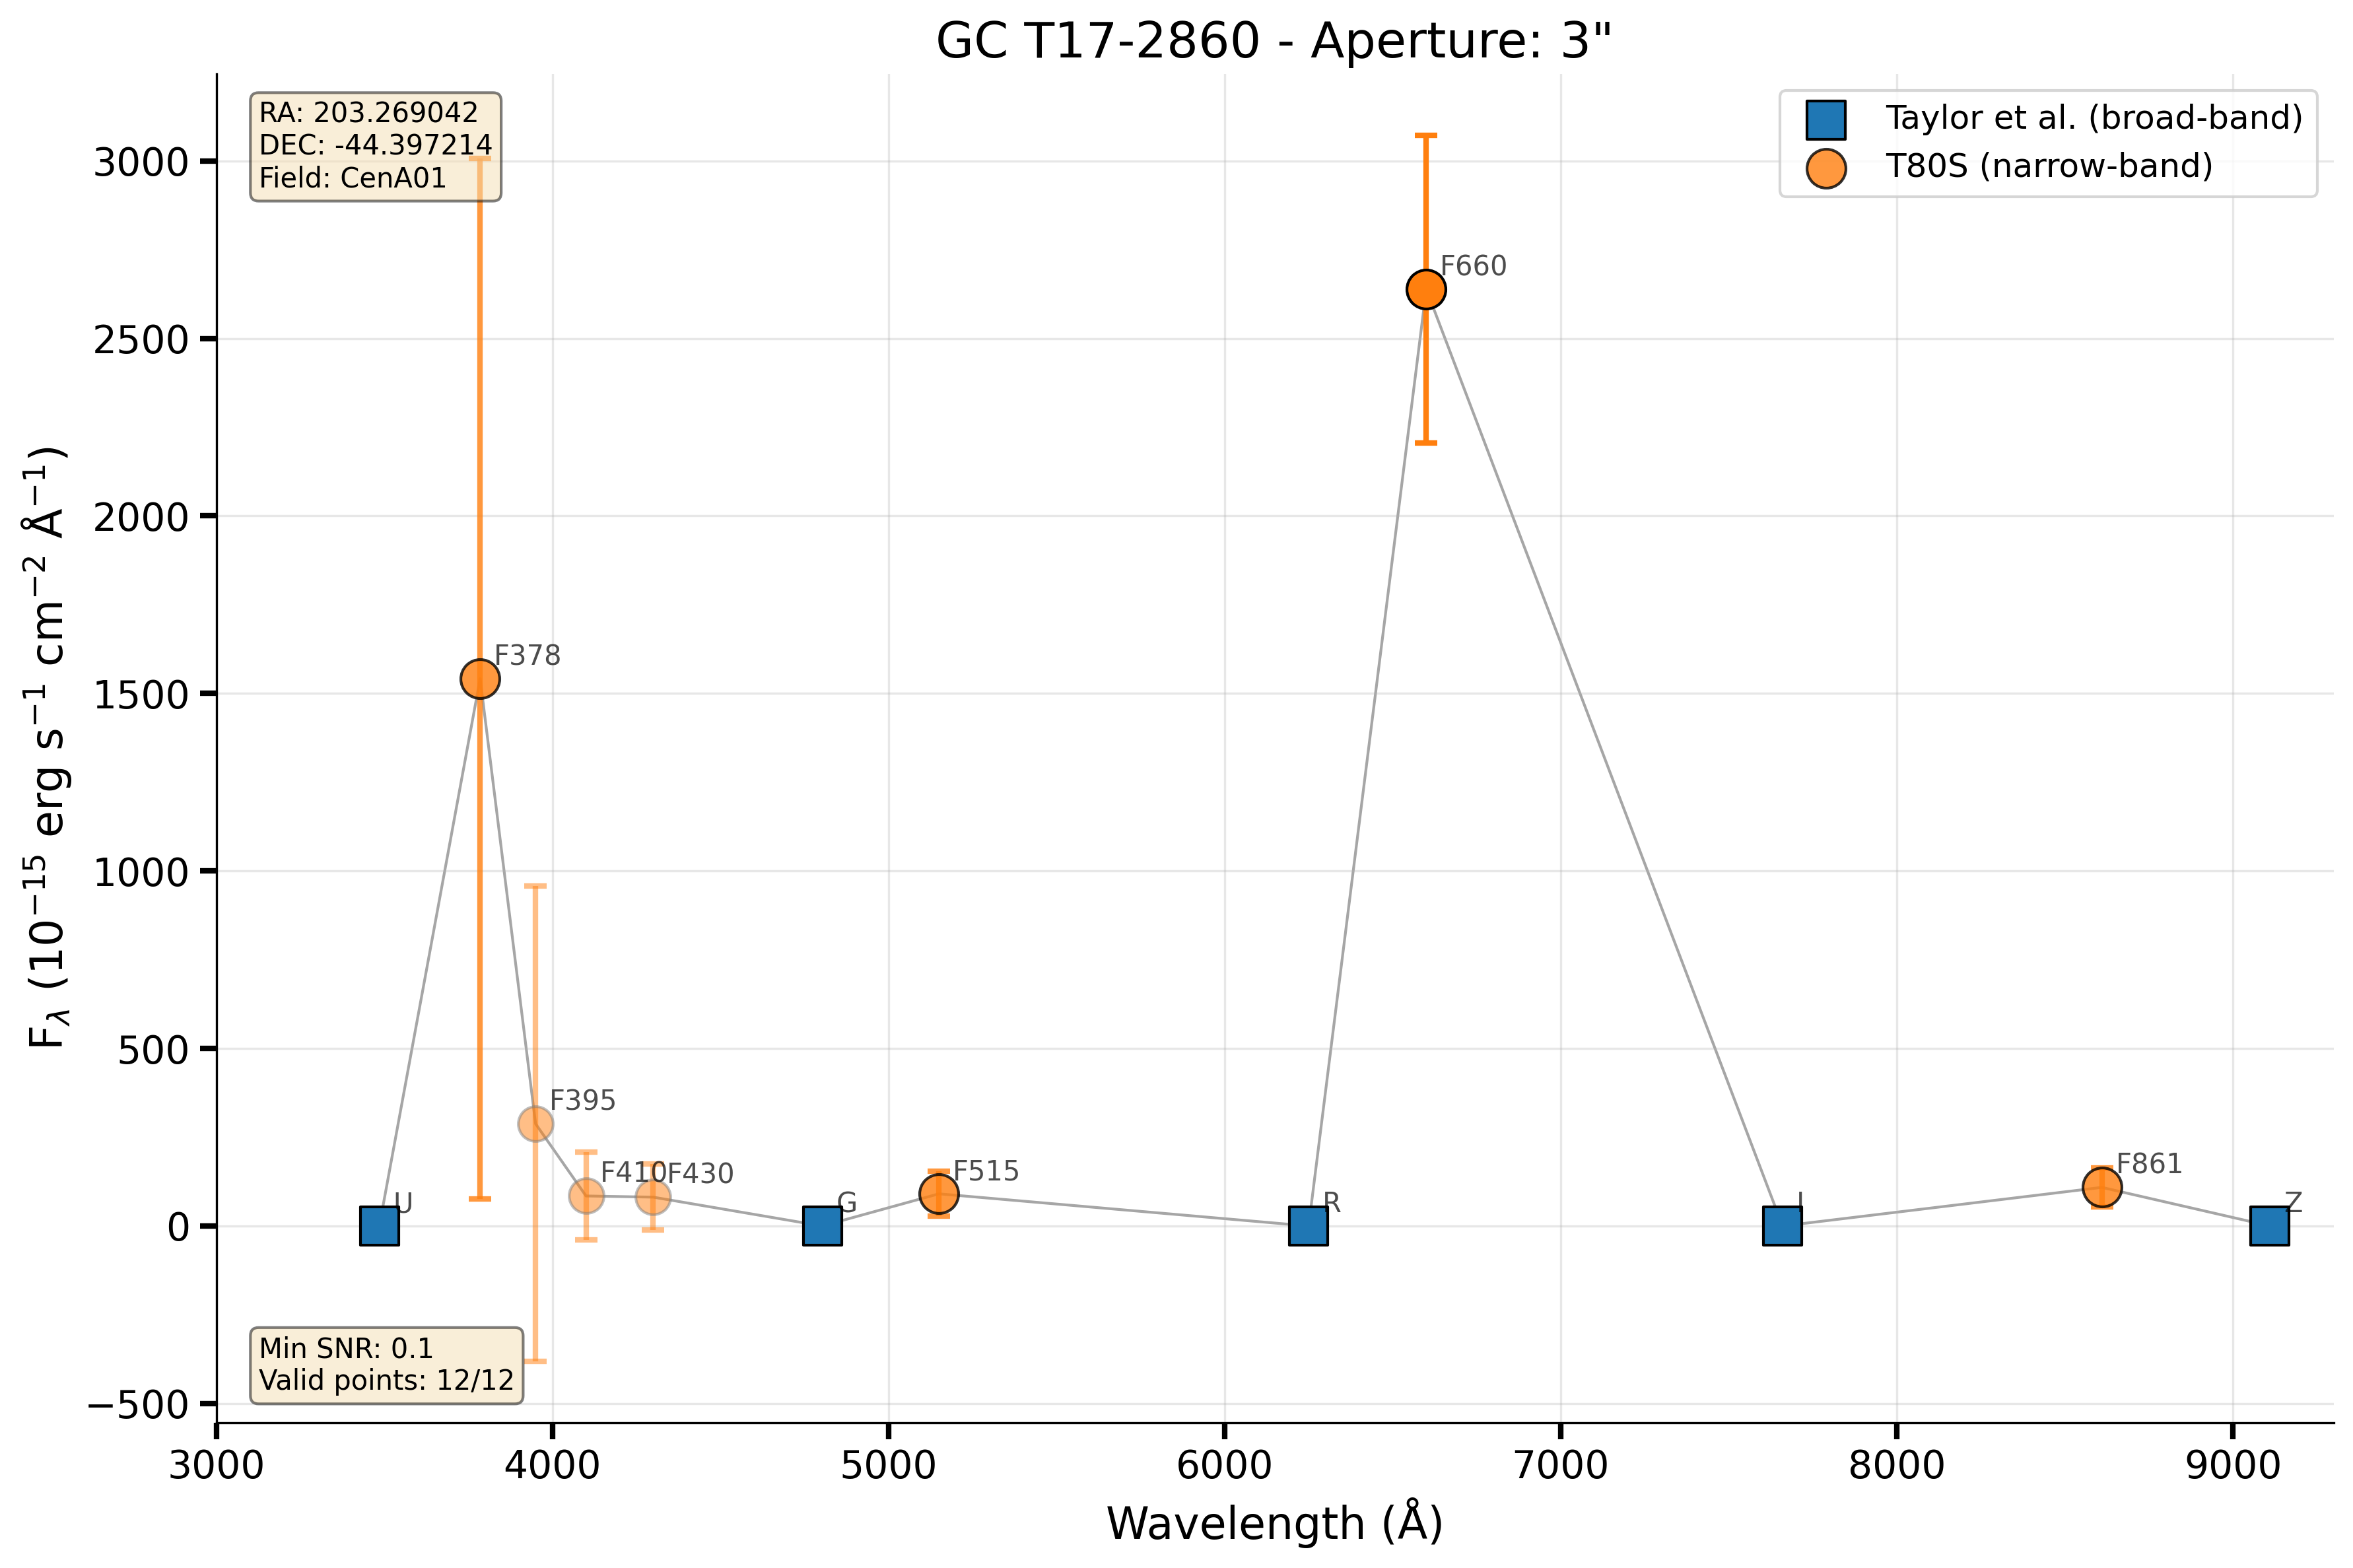 GC T17-2860 - Aperture: 3"
RA: 203.269042
DEC: -44.397214
Field: CenA01
Taylor et al. (broad-band)
T80S (narrow-band)
F_λ (10⁻¹⁵ erg s⁻¹ cm⁻² Å⁻¹)
3000
2500
2000
1500
1000
500
0
−500
F660
F378
F395
F410
F430
F515
F861
U
G
R
I
Z
Min SNR: 0.1
Valid points: 12/12
3000
4000
5000
6000
7000
8000
9000
Wavelength (Å)